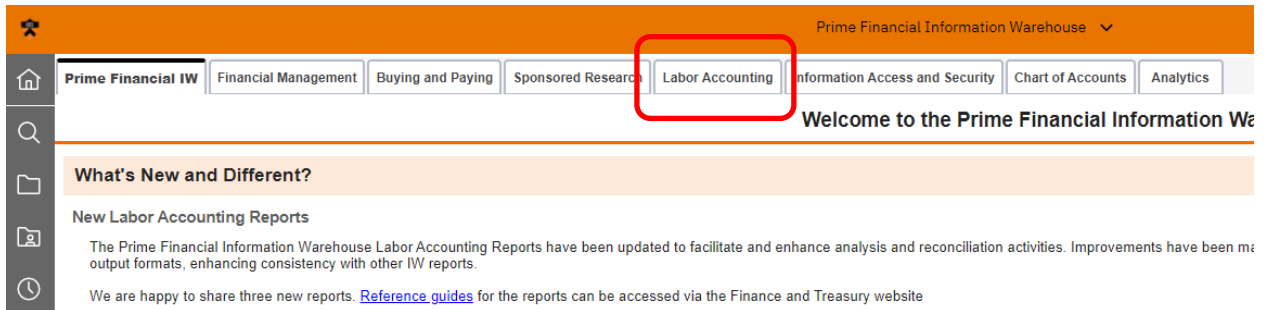 Prime Financial Information Warehouse
Prime Financial IW Financial Management Buying and Paying Sponsored Research Labor Accounting Information Access and Security Chart of Accounts Analytics
Welcome to the Prime Financial Information Wa
What's New and Different?
New Labor Accounting Reports
The Prime Financial Information Warehouse Labor Accounting Reports have been updated to facilitate and enhance analysis and reconciliation activities. Improvements have been ma
output formats, enhancing consistency with other IW reports.
We are happy to share three new reports. Reference guides for the reports can be accessed via the Finance and Treasury website